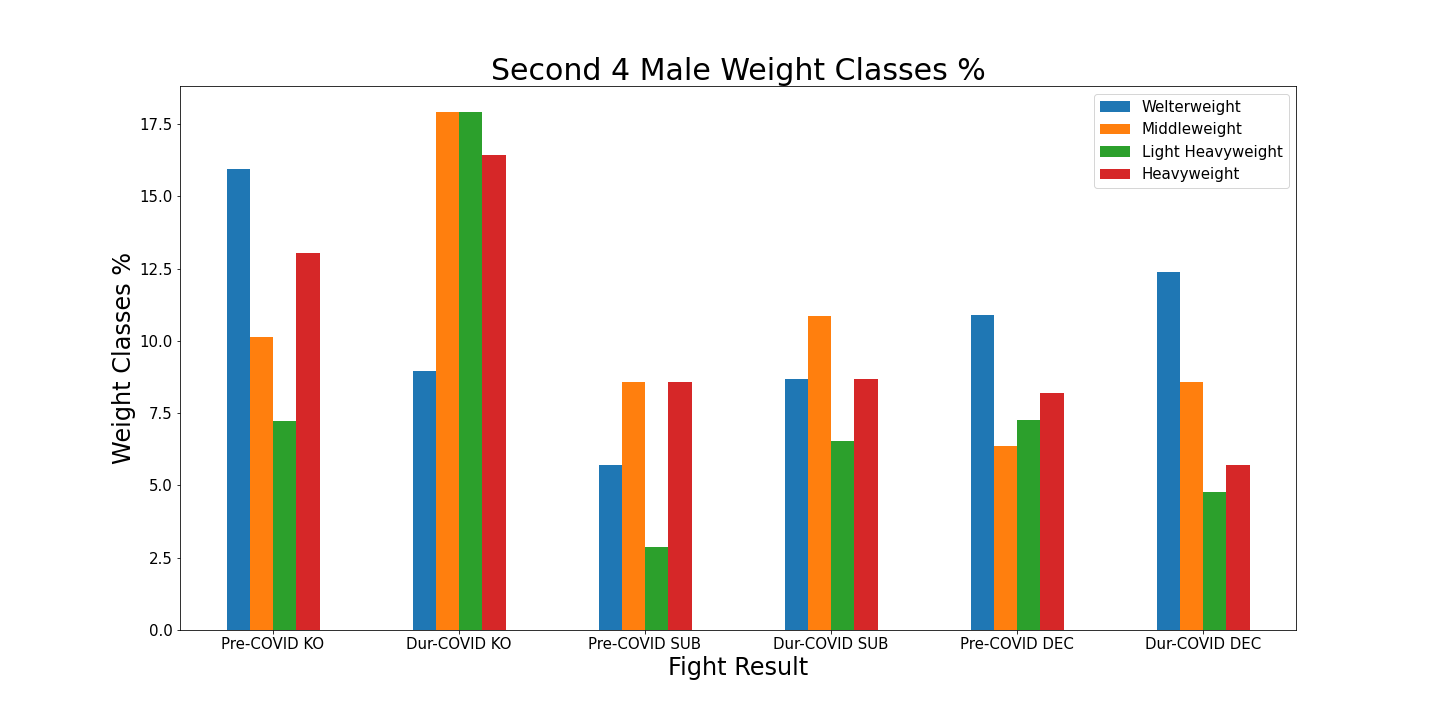 Second 4 Male Weight Classes %
Welterweight
Middleweight
Light Heavyweight
Heavyweight
Weight Classes %
17.5
15.0
12.5
10.0
7.5
5.0
2.5
0.0
Pre-COVID KO
Dur-COVID KO
Pre-COVID SUB
Dur-COVID SUB
Pre-COVID DEC
Dur-COVID DEC
Fight Result